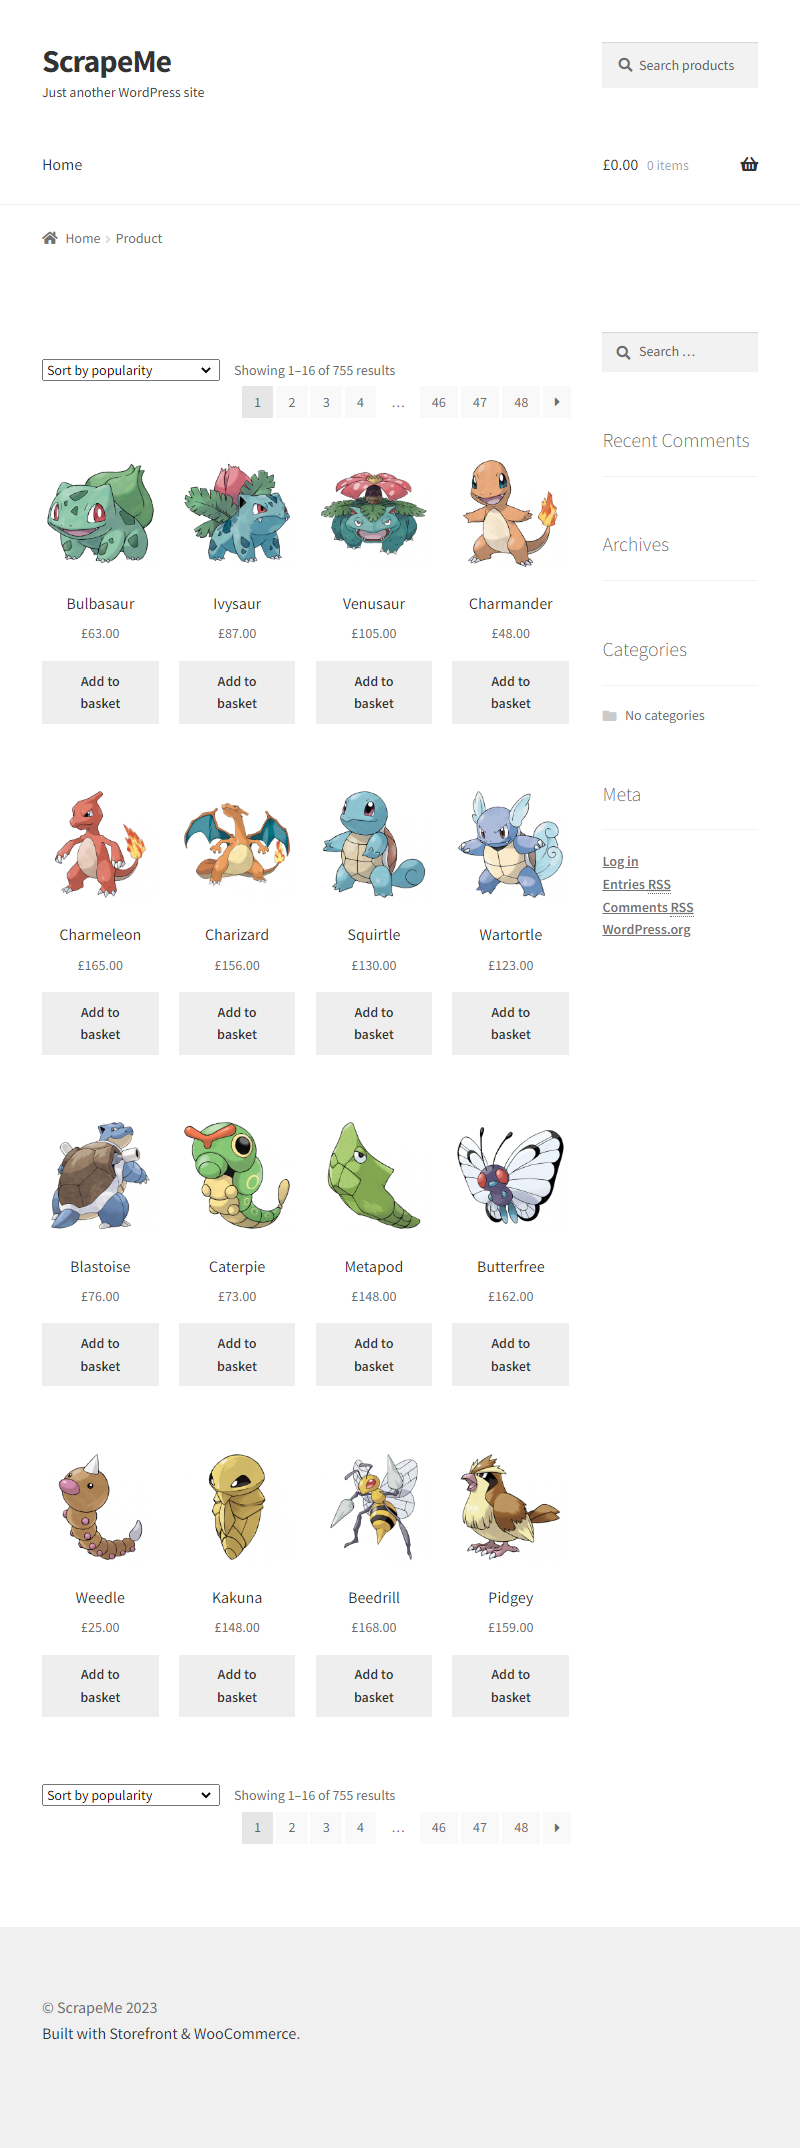 ScrapeMe
Just another WordPress site
Search products
Home
£0.00 0 items
Home > Product
Sort by popularity
Showing 1–16 of 755 results
1 2 3 4 … 46 47 48
Bulbasaur Ivysaur Venusaur Charmander
£63.00 £87.00 £105.00 £48.00
Add to Add to Add to Add to
basket basket basket basket
Charmeleon Charizard Squirtle Wartortle
£165.00 £156.00 £130.00 £123.00
Add to Add to Add to Add to
basket basket basket basket
Blastoise Caterpie Metapod Butterfree
£76.00 £73.00 £148.00 £162.00
Add to Add to Add to Add to
basket basket basket basket
Weedle Kakuna Beedrill Pidgey
£25.00 £148.00 £168.00 £159.00
Add to Add to Add to Add to
basket basket basket basket
Sort by popularity
Showing 1–16 of 755 results
1 2 3 4 … 46 47 48
Search …
Recent Comments
Archives
Categories
No categories
Meta
Log in
Entries RSS
Comments RSS
WordPress.org
© ScrapeMe 2023
Built with Storefront & WooCommerce.